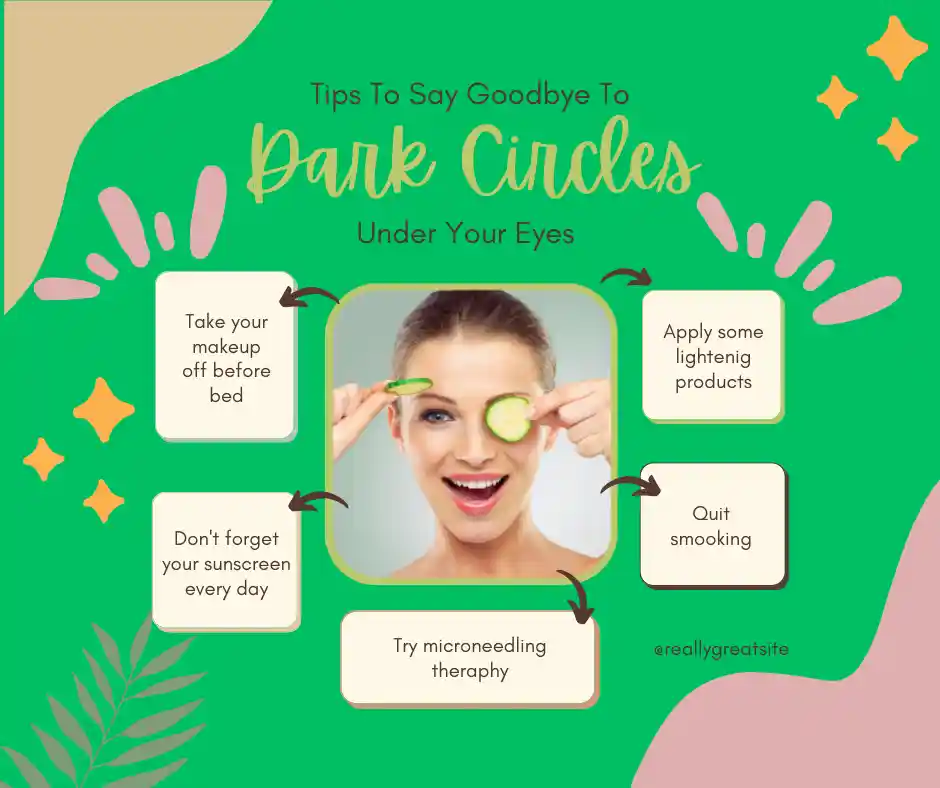 Tips To Say Goodbye To
Dark Circles
Under Your Eyes
Take your
makeup
off before
bed
Apply some
lightenig
products
Don't forget
your sunscreen
every day
Quit
smooking
Try microneedling
theraphy
@reallygreatsite